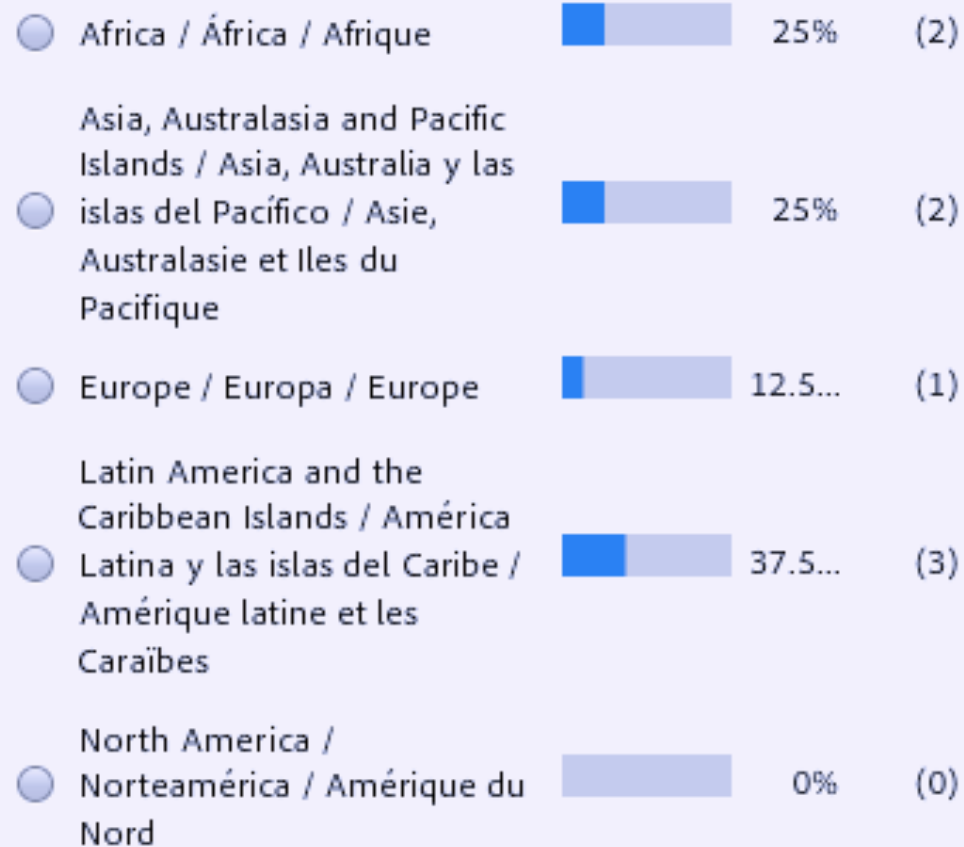 Africa / África / Afrique 25% (2)
Asia, Australasia and Pacific
Islands / Asia, Australia y las
islas del Pacífico / Asie, 25% (2)
Australasie et Iles du
Pacifique
Europe / Europa / Europe 12.5... (1)
Latin America and the
Caribbean Islands / América
Latina y las islas del Caribe / 37.5... (3)
Amérique latine et les
Caraïbes
North America /
Norteamérica / Amérique du 0% (0)
Nord